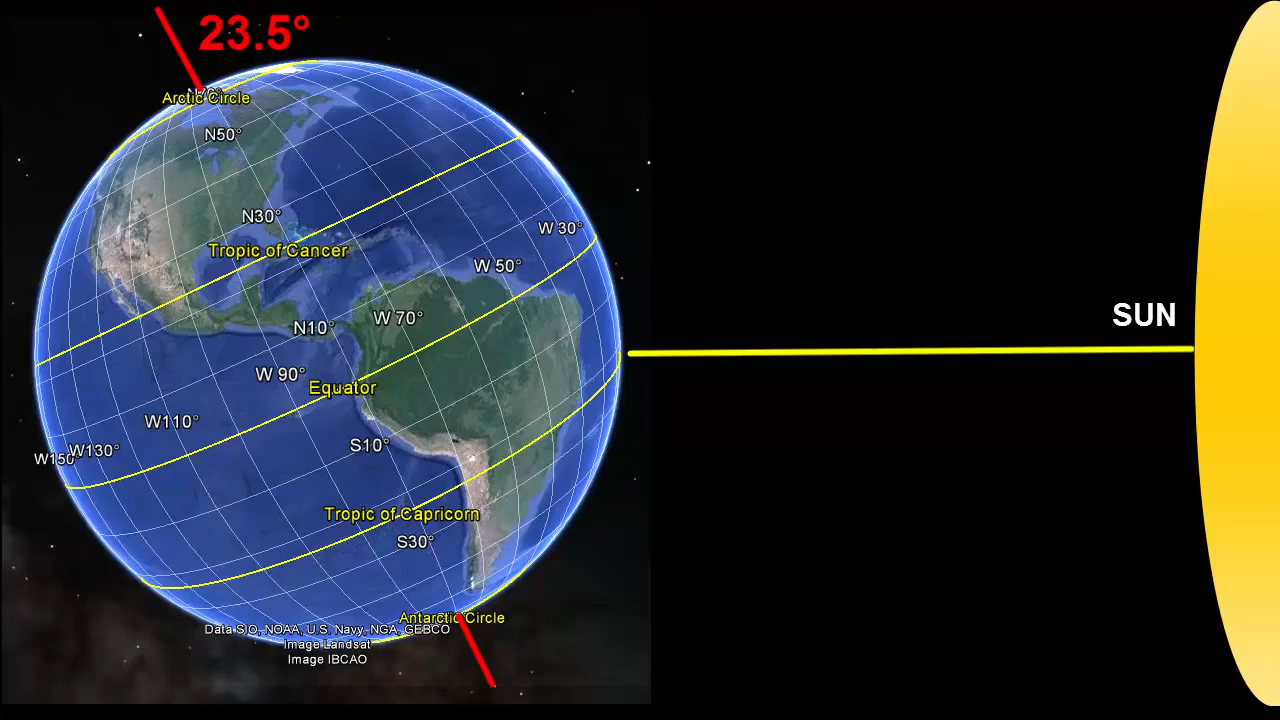 23.5°
N70°
Arctic Circle
N50°
N30°
W 30°
Tropic of Cancer
W 50°
SUN
W 70°
N10°
W 90°
Equator
W110°
S10°
W130°
W150
Tropic of Capricorn
S30°
Antarctic Circle
Data SIO, NOAA, U.S. Navy, NGA, GEBCO
Image Landsat
Image IBCAO